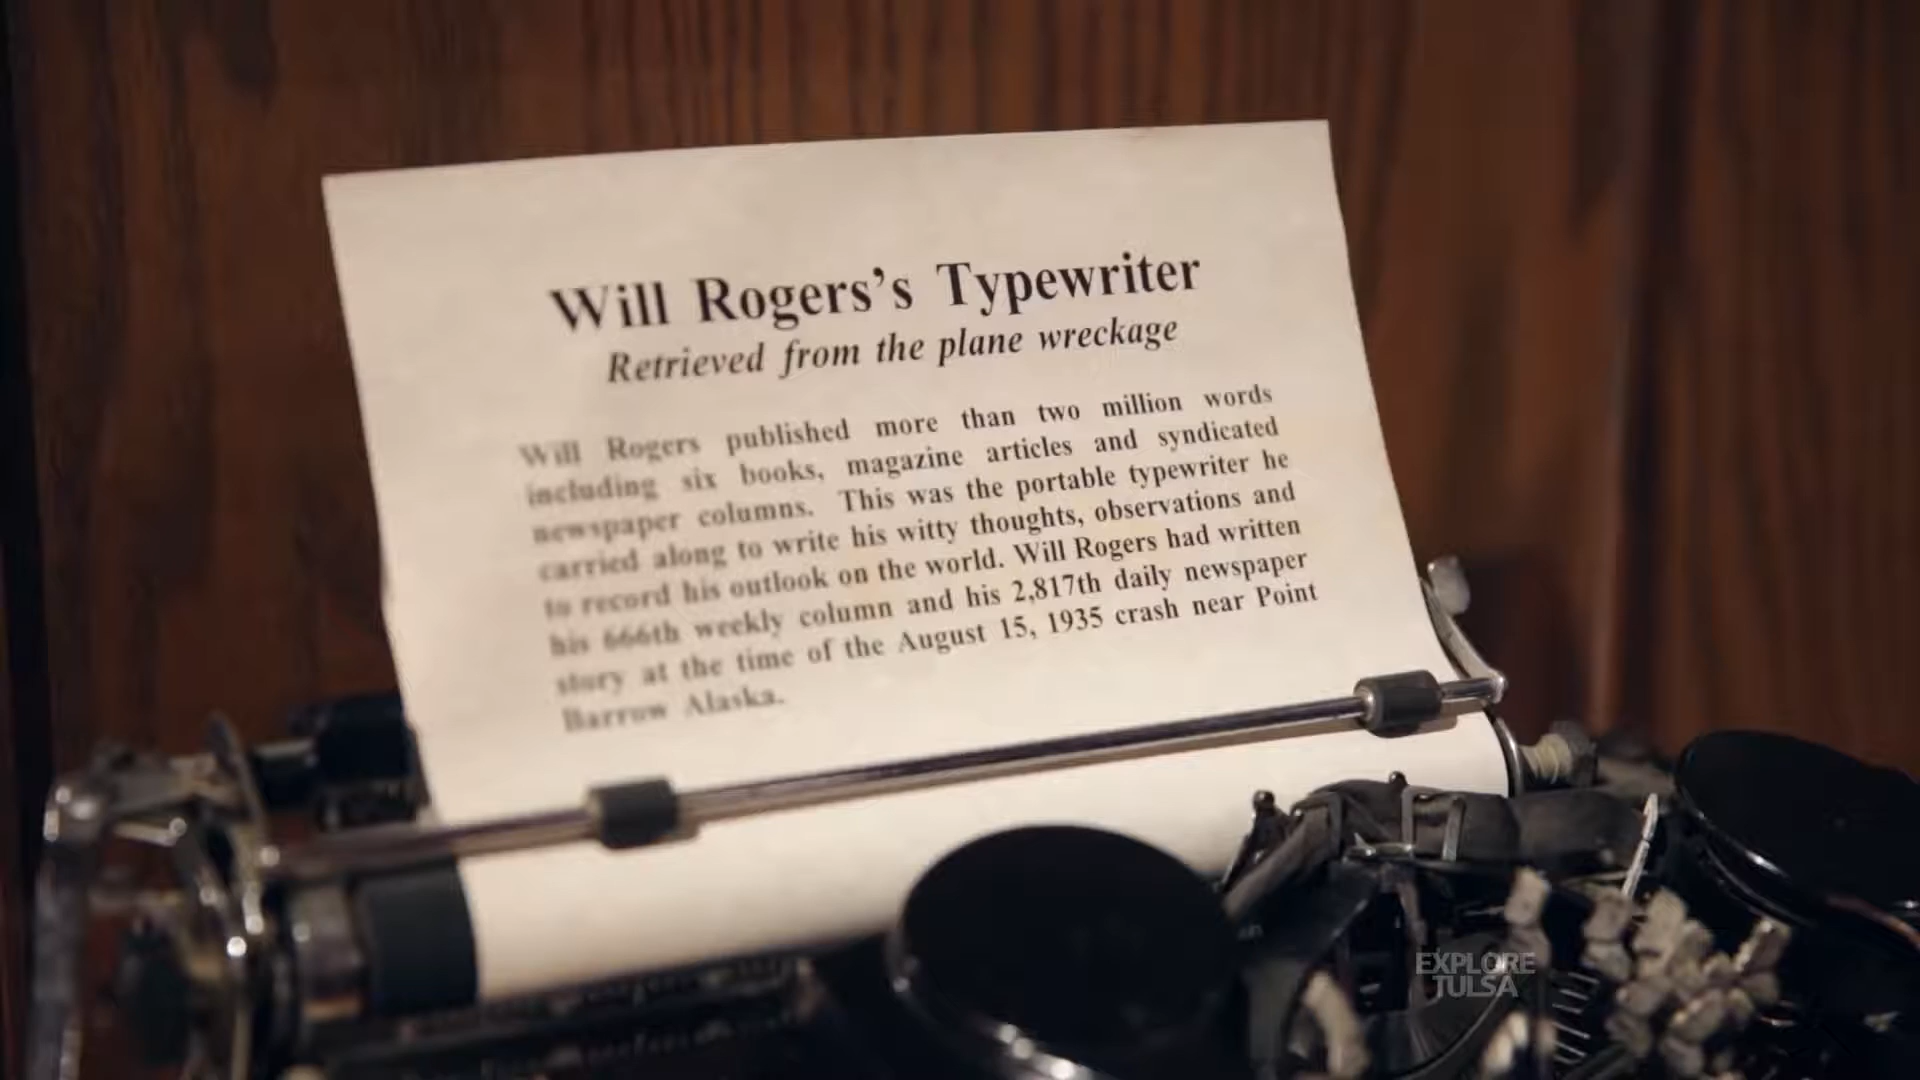 Will Rogers's Typewriter
Retrieved from the plane wreckage
Will Rogers published more than two million words
including six books, magazine articles and syndicated
newspaper columns. This was the portable typewriter he
carried along to write his witty thoughts, observations and
to record his outlook on the world. Will Rogers had written
his 666th weekly column and his 2,817th daily newspaper
story at the time of the August 15, 1935 crash near Point
Barrow Alaska.
EXPLORE
TULSA